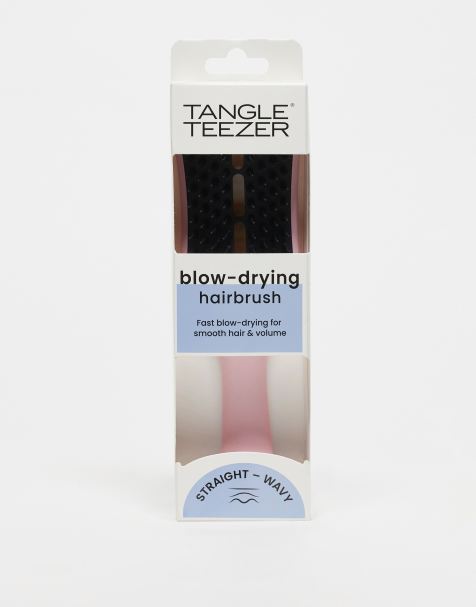 TANGLE®
TEEZER
blow-drying
hairbrush
Fast blow-drying for
smooth hair & volume
STRAIGHT – WAVY